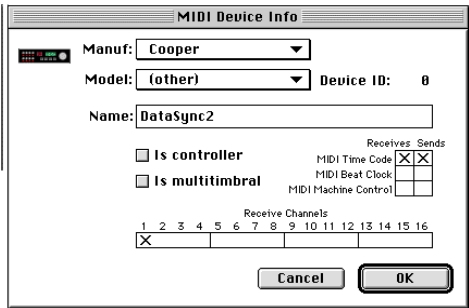 MIDI Device Info
Manuf: Cooper
Model: (other) Device ID: 0
Name: DataSync2
Is controller
Is multitimbral
Receives Sends
MIDI Time Code X X
MIDI Beat Clock
MIDI Machine Control
Receive Channels
1 2 3 4 5 6 7 8 9 10 11 12 13 14 15 16
X
Cancel OK